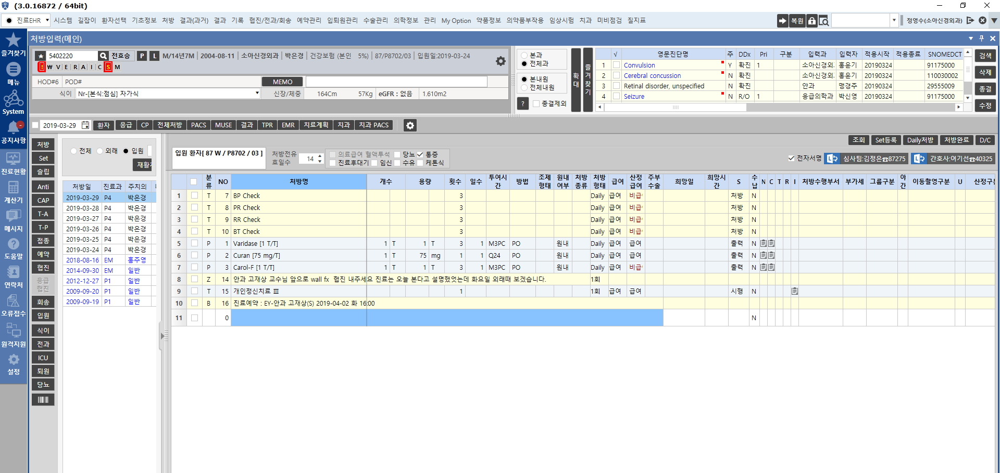 (3.0.16872 / 64bit)
진료EHR 시스템 길잡이 환자선택 기초정보 처방 결과(과거) 결과 기록 협진/전과/회송 예약관리 입퇴원관리 수술관리 의학정보 관리 My Option 약품정보 의약품부작용 임상시험 치과 미비점검 질지표 복원 정영수(소아신경외과)
즐겨찾기
메뉴
System
공지사항
진료현황
계산기
메시지
도움말
연락처
오류접수
원격지원
설정
처방입력(메인)
5402220 전효승 P L M/14년7M 2004-08-11 소아신경외과 박은경 건강보험 (본인 5%) 87/P8702/03 입원일:2019-03-24
! W V E R A I C S M
HOD#6 POD# MEMO
식이 Nr-[본식:점심] 자가식 신장/체중 164Cm 57Kg eGFR : 없음 1.610m2
본과
전체과
본내원
전체내원
? 종결제외
확대
즐겨찾기
√ 영문진단명 주 DDx Pri 구분 입력과 입력자 적용시작 적용종료 SNOMEDCT
1 Convulsion Y 확진 1 소아신경외 홍윤기 20190324 91175000
2 Cerebral concussion N 확진 소아신경외 홍윤기 20190324 110030002
3 Retinal disorder, unspecified N 확진 안과 맹경주 20190324 29555009
4 Seizure N R/O 1 응급의학과 박신영 20190324 91175000
검색
삭제
종결
수정
2019-03-29 환자 응급 CP 전체처방 PACS MUSE 결과 TPR EMR 치료계획 치과 치과 PACS
처방
Set
슬립
Anti
CAP
T-A
T-P
접종
예약
협진
응급
협진
회송
입원
식이
전과
ICU
퇴원
당뇨
전체 외래 입원
재활
처방일 진료과 주치의
2019-03-29 P4 박은경
2019-03-28 P4 박은경
2019-03-27 P4 박은경
2019-03-26 P4 박은경
2019-03-25 P4 박은경
2019-03-24 P4 박은경
2018-08-16 EM 홍주영
2014-09-30 EM 일반
2012-12-27 P1 일반
2009-09-20 P1 일반
2009-09-19 P1 일반
조회 Set등록 Daily처방 처방완료 D/C
입원 환자[ 87 W / P8702 / 03 ]
처방전유효일수 14
의료급여 혈액투석 당뇨 통증
진료후대기 임신 수유 케톤식
전자서명 심사팀:김정은☎87275 간호사:여기선☎40325
분류 NO 처방명 개수 용량 횟수 일수 투여시간 방법 조제형태 원내여부 처방종류 처방형태 급여 산정급여 주부수술 희망일 희망시간 S 수납 N C T R I 처방수행부서 부가세 그룹구분 야간 이동촬영구분 U 산정구분
1 T 7 BP Check 3 Daily 급여 비급 처방 N
2 T 8 PR Check 3 Daily 급여 비급 처방 N
3 T 9 RR Check 3 Daily 급여 비급 처방 N
4 T 10 BT Check 3 Daily 급여 비급 처방 N
5 P 1 Varidase [1 T/T] 1 T 1 T 3 1 M3PC PO 원내 Daily 급여 급여 출력 N
6 P 2 Curan [75 mg/T] 1 T 75 mg 1 1 Q24 PO 원내 Daily 급여 급여 출력 N
7 P 3 Carol-F [1 T/T] 1 T 1 T 3 1 M3PC PO 원내 Daily 급여 비급 출력 N
8 Z 14 안과 고재상 교수님 앞으로 wall fx 협진 내주세요 진료는 오늘 본다고 설명했엇는데 화요일 외래때 보겠습니다. 1회
9 T 15 개인정신치료 Ⅲ 1 1회 급여 급여 시행 N
10 B 16 진료예약 : EY-안과 고재상(S) 2019-04-02 화 16:00
11 0 N